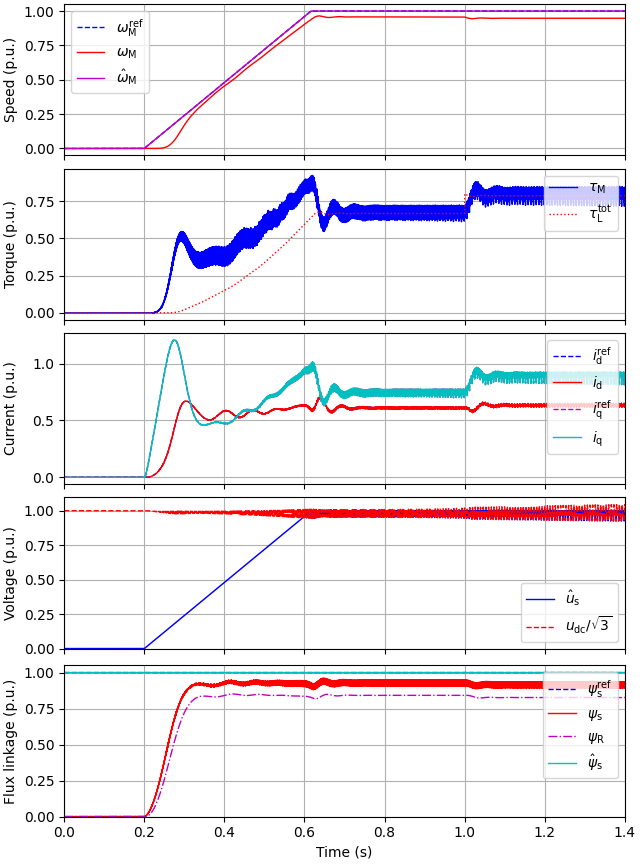 Speed (p.u.)
1.00
0.75
0.50
0.25
0.00
ω_M^ref
ω_M
ω̂_M
Torque (p.u.)
0.75
0.50
0.25
0.00
τ_M
τ_L^tot
Current (p.u.)
1.0
0.5
0.0
i_d^ref
i_d
i_q^ref
i_q
Voltage (p.u.)
1.00
0.75
0.50
0.25
0.00
û_s
u_dc/√3
Flux linkage (p.u.)
1.00
0.75
0.50
0.25
0.00
ψ_s^ref
ψ_s
ψ_R
ψ̂_s
0.0 0.2 0.4 0.6 0.8 1.0 1.2 1.4
Time (s)